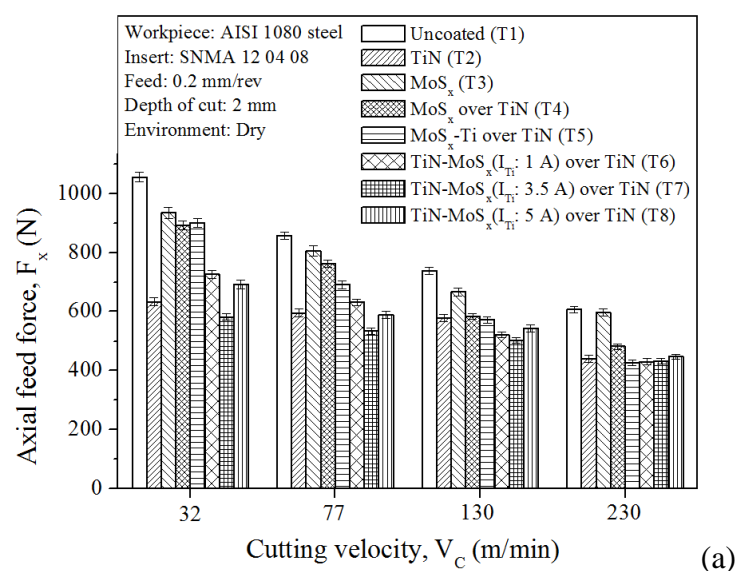 Workpiece: AISI 1080 steel
Insert: SNMA 12 04 08
Feed: 0.2 mm/rev
Depth of cut: 2 mm
Environment: Dry
Uncoated (T1)
TiN (T2)
MoSx (T3)
MoSx over TiN (T4)
MoSx-Ti over TiN (T5)
TiN-MoSx(ITi: 1 A) over TiN (T6)
TiN-MoSx(ITi: 3.5 A) over TiN (T7)
TiN-MoSx(ITi: 5 A) over TiN (T8)
Axial feed force, Fx (N)
1000
800
600
400
200
0
32 77 130 230
Cutting velocity, VC (m/min)
(a)